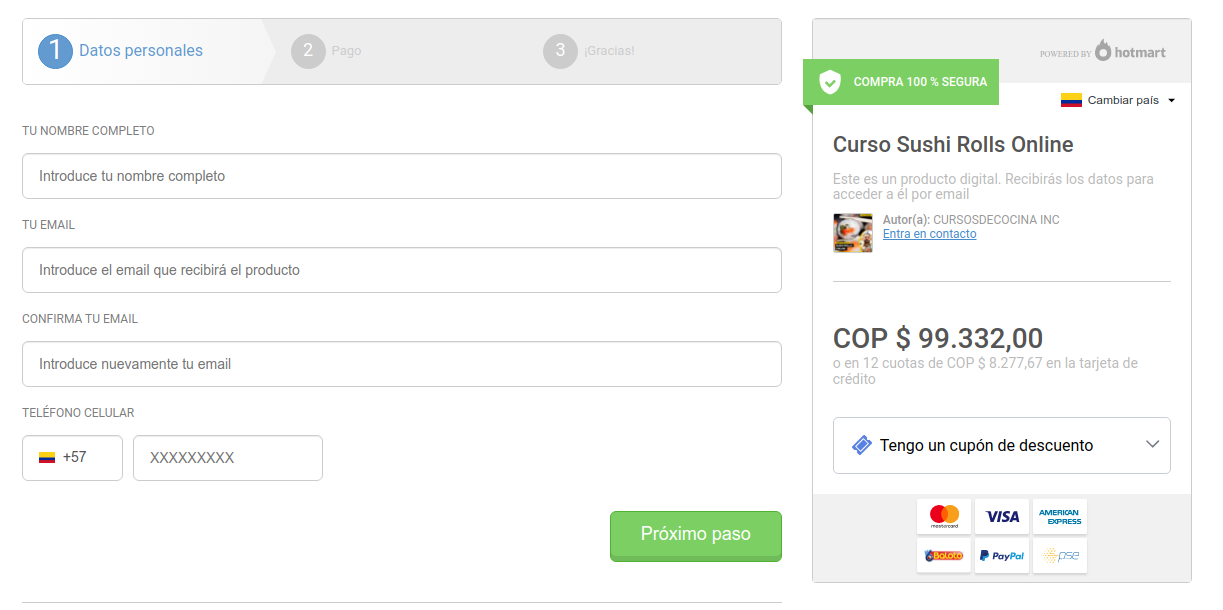 1 Datos personales
2 Pago
3 ¡Gracias!
TU NOMBRE COMPLETO
Introduce tu nombre completo
TU EMAIL
Introduce el email que recibirá el producto
CONFIRMA TU EMAIL
Introduce nuevamente tu email
TELÉFONO CELULAR
+57 XXXXXXXXX
Próximo paso
POWERED BY hotmart
COMPRA 100 % SEGURA
Cambiar país
Curso Sushi Rolls Online
Este es un producto digital. Recibirás los datos para
acceder a él por email
Autor(a): CURSOSDECOCINA INC
Entra en contacto
COP $ 99.332,00
o en 12 cuotas de COP $ 8.277,67 en la tarjeta de
crédito
Tengo un cupón de descuento
mastercard VISA AMERICAN
EXPRESS
Baloto PayPal pse